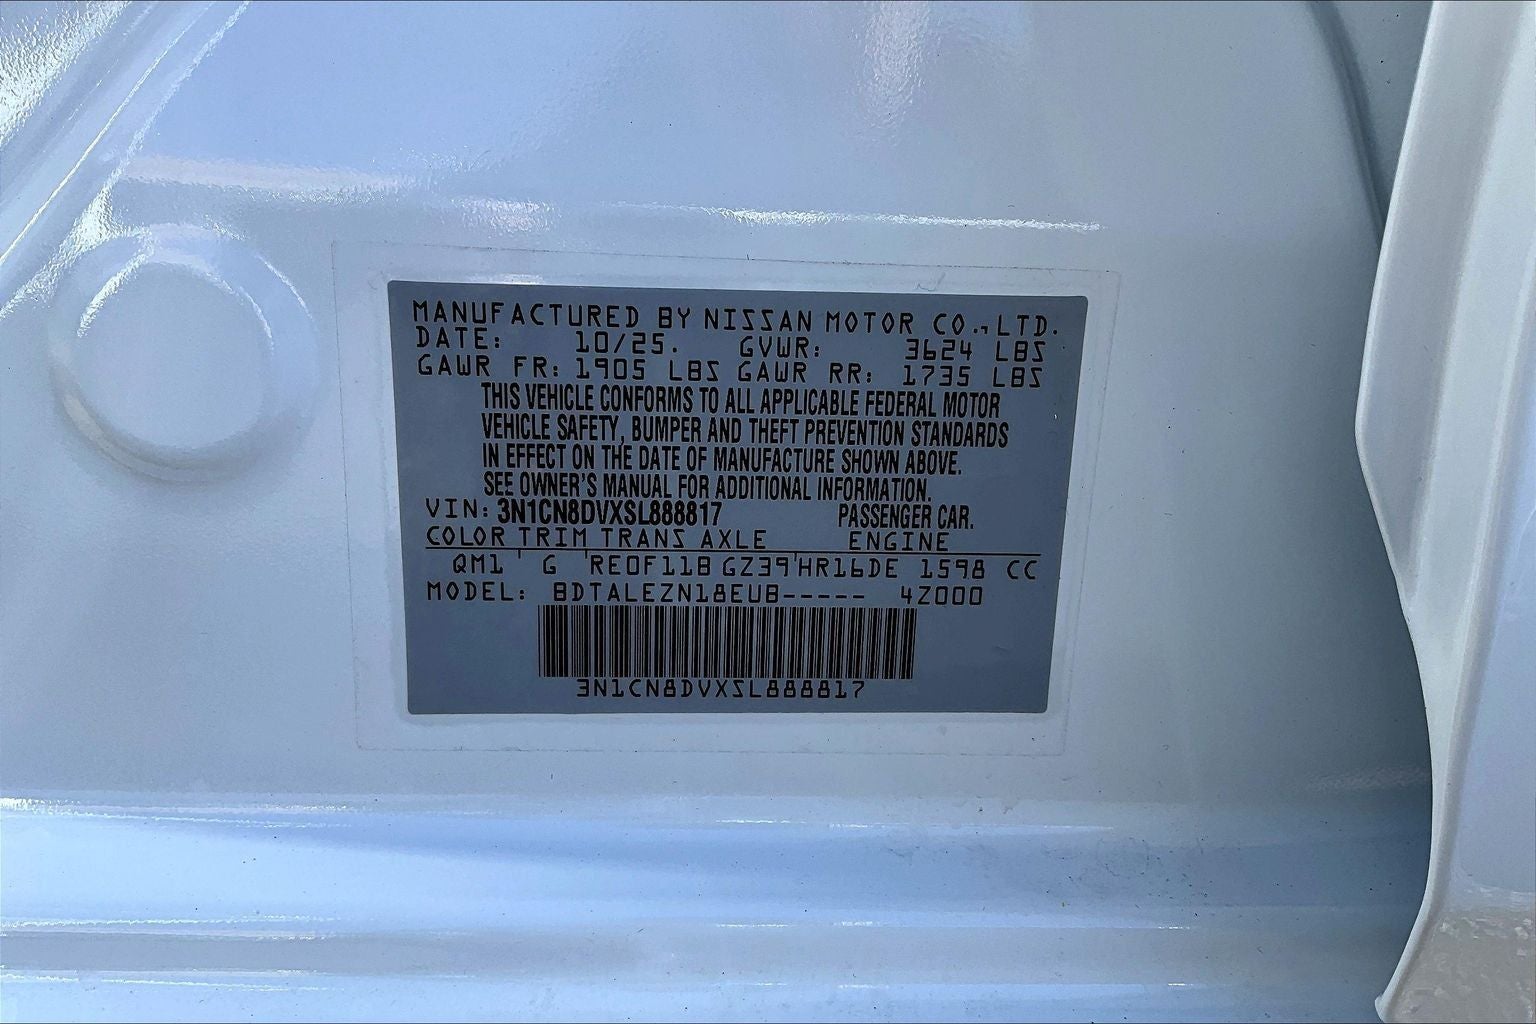 MANUFACTURED BY NISSAN MOTOR CO.,LTD.
DATE: 10/25. GVWR: 3624 LBS
GAWR FR: 1905 LBS GAWR RR: 1735 LBS
THIS VEHICLE CONFORMS TO ALL APPLICABLE FEDERAL MOTOR
VEHICLE SAFETY, BUMPER AND THEFT PREVENTION STANDARDS
IN EFFECT ON THE DATE OF MANUFACTURE SHOWN ABOVE.
SEE OWNER'S MANUAL FOR ADDITIONAL INFORMATION.
VIN: 3N1CN8DVXSL888817 PASSENGER CAR.
COLOR TRIM TRANS AXLE ENGINE
QM1 ' G 'RE0F11B GZ39'HR16DE 1598 CC
MODEL: BDTALEZN18EUB----- 4Z000
3N1CN8DVXSL888817